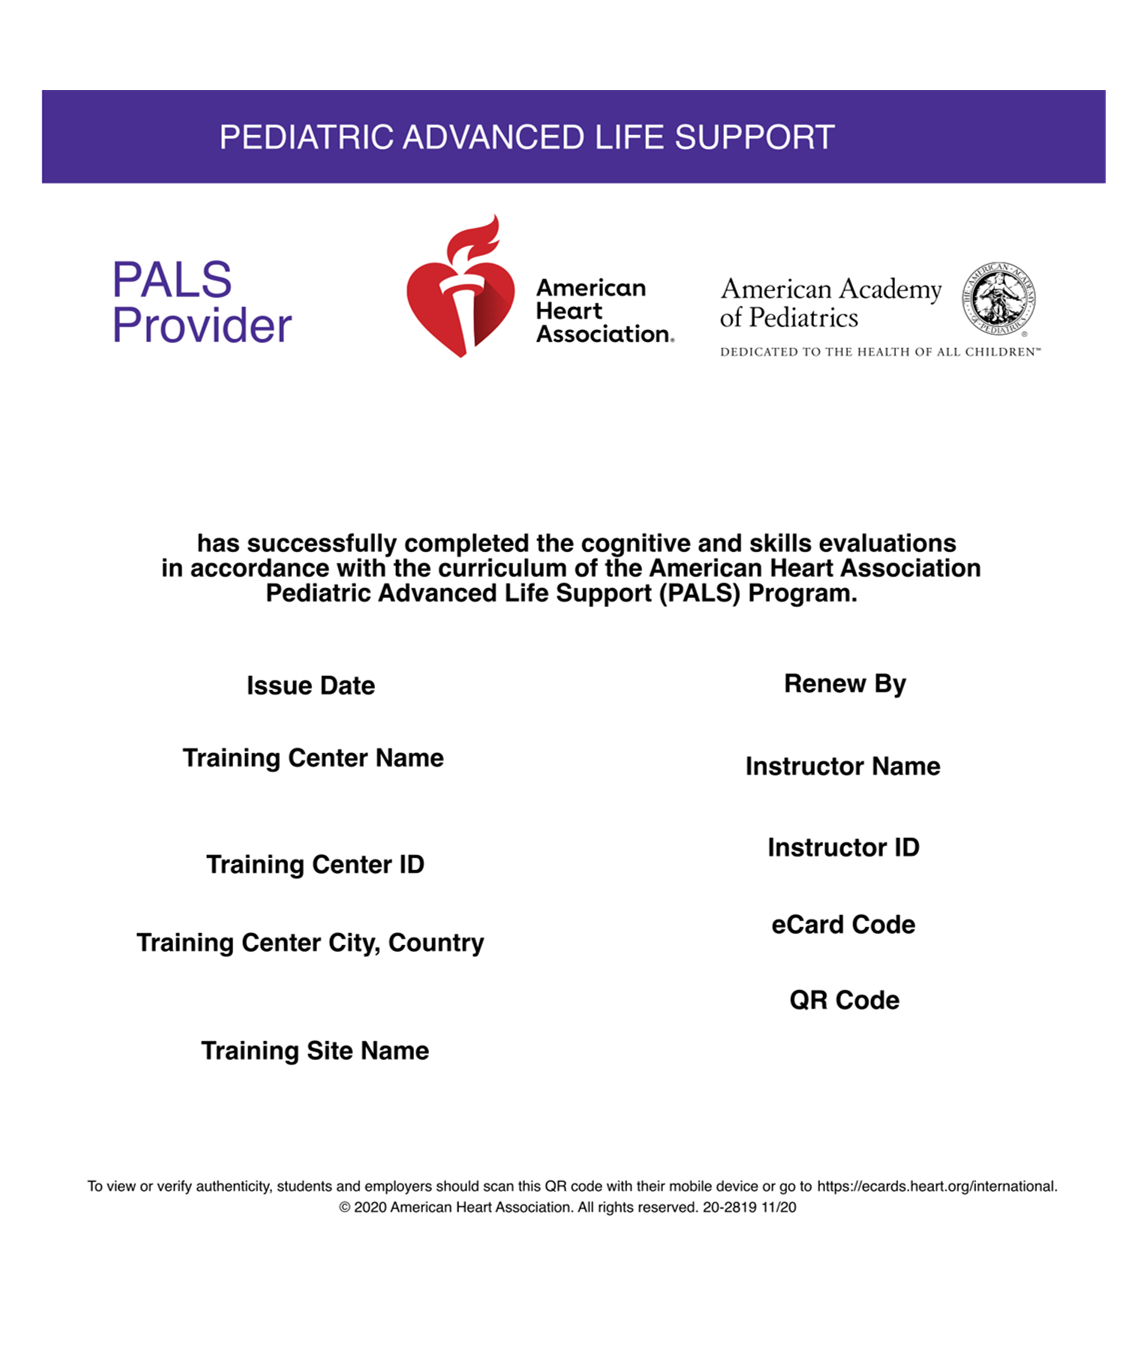 PEDIATRIC ADVANCED LIFE SUPPORT
PALS
Provider
American
Heart
Association.
American Academy
of Pediatrics
DEDICATED TO THE HEALTH OF ALL CHILDREN™
THE AMERICAN ACADEMY OF PEDIATRICS
®
has successfully completed the cognitive and skills evaluations
in accordance with the curriculum of the American Heart Association
Pediatric Advanced Life Support (PALS) Program.
Issue Date
Renew By
Training Center Name
Instructor Name
Training Center ID
Instructor ID
Training Center City, Country
eCard Code
QR Code
Training Site Name
To view or verify authenticity, students and employers should scan this QR code with their mobile device or go to https://ecards.heart.org/international.
© 2020 American Heart Association. All rights reserved. 20-2819 11/20